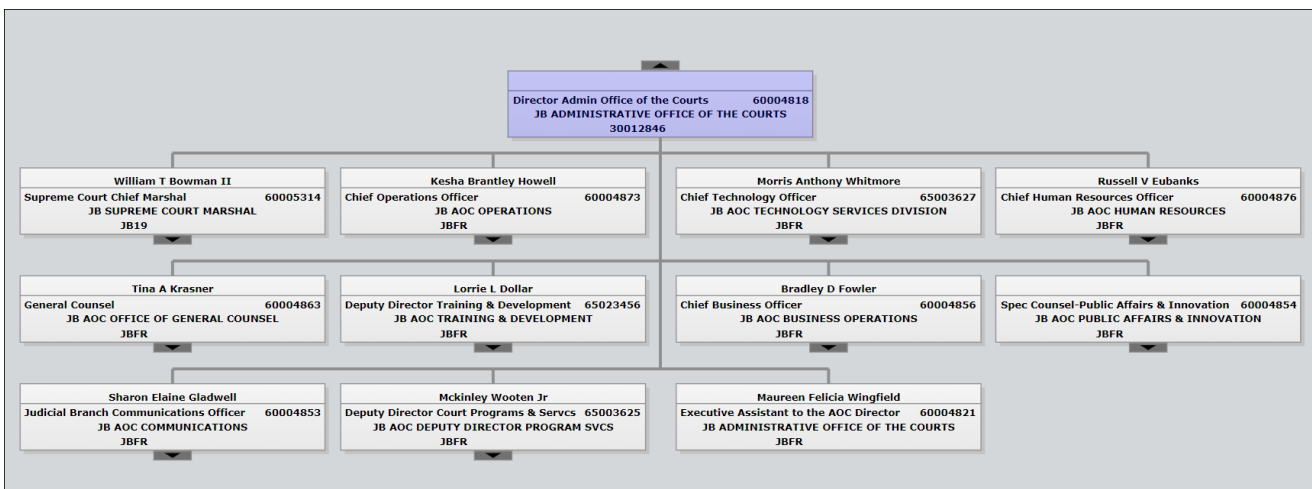 Director Admin Office of the Courts 60004818
JB ADMINISTRATIVE OFFICE OF THE COURTS
30012846
William T Bowman II
Supreme Court Chief Marshal 60005314
JB SUPREME COURT MARSHAL
JB19
Kesha Brantley Howell
Chief Operations Officer 60004873
JB AOC OPERATIONS
JBFR
Morris Anthony Whitmore
Chief Technology Officer 65003627
JB AOC TECHNOLOGY SERVICES DIVISION
JBFR
Russell V Eubanks
Chief Human Resources Officer 60004876
JB AOC HUMAN RESOURCES
JBFR
Tina A Krasner
General Counsel 60004863
JB AOC OFFICE OF GENERAL COUNSEL
JBFR
Lorrie L Dollar
Deputy Director Training & Development 65023456
JB AOC TRAINING & DEVELOPMENT
JBFR
Bradley D Fowler
Chief Business Officer 60004856
JB AOC BUSINESS OPERATIONS
JBFR
Spec Counsel-Public Affairs & Innovation 60004854
JB AOC PUBLIC AFFAIRS & INNOVATION
JBFR
Sharon Elaine Gladwell
Judicial Branch Communications Officer 60004853
JB AOC COMMUNICATIONS
JBFR
Mckinley Wooten Jr
Deputy Director Court Programs & Servcs 65003625
JB AOC DEPUTY DIRECTOR PROGRAM SVCS
JBFR
Maureen Felicia Wingfield
Executive Assistant to the AOC Director 60004821
JB ADMINISTRATIVE OFFICE OF THE COURTS
JBFR